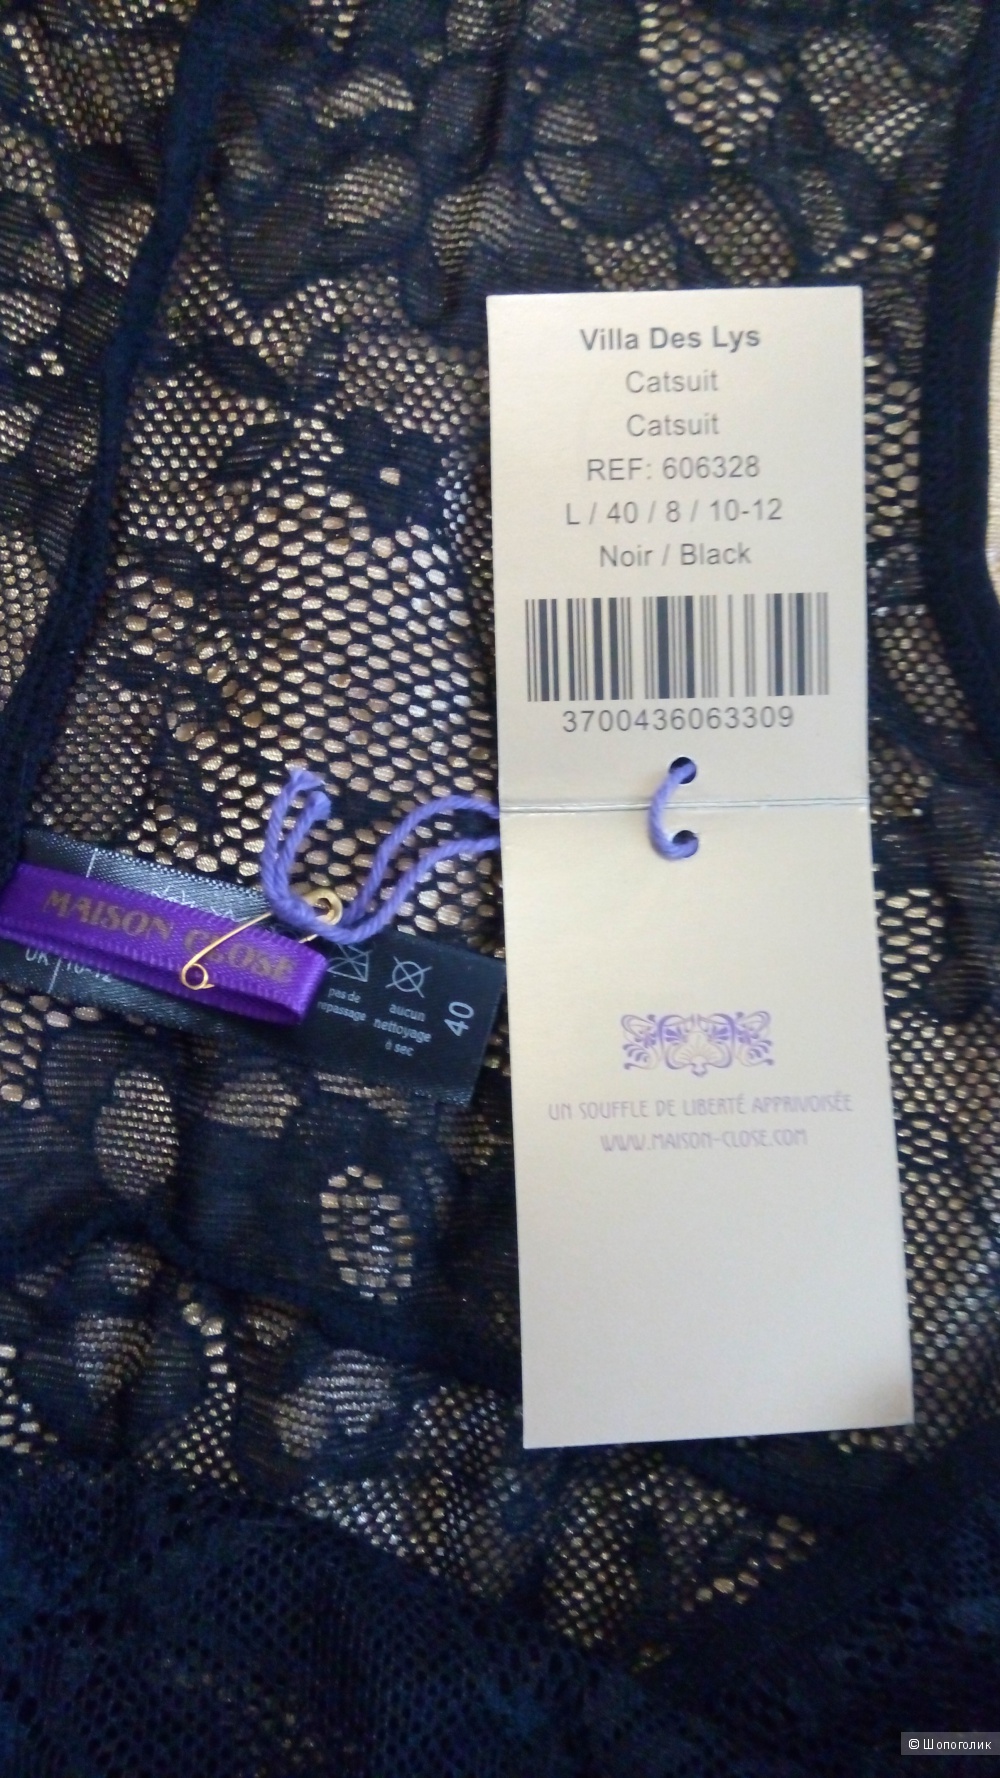 Villa Des Lys
Catsuit
Catsuit
REF: 606328
L / 40 / 8 / 10-12
Noir / Black
3700436063309
MAISON CLOSE
UK 10-12
pas de
repassage
aucun
nettoyage
à sec
40
UN SOUFFLE DE LIBERTÉ APPRIVOISÉE
WWW.MAISON-CLOSE.COM
© Шопоголик